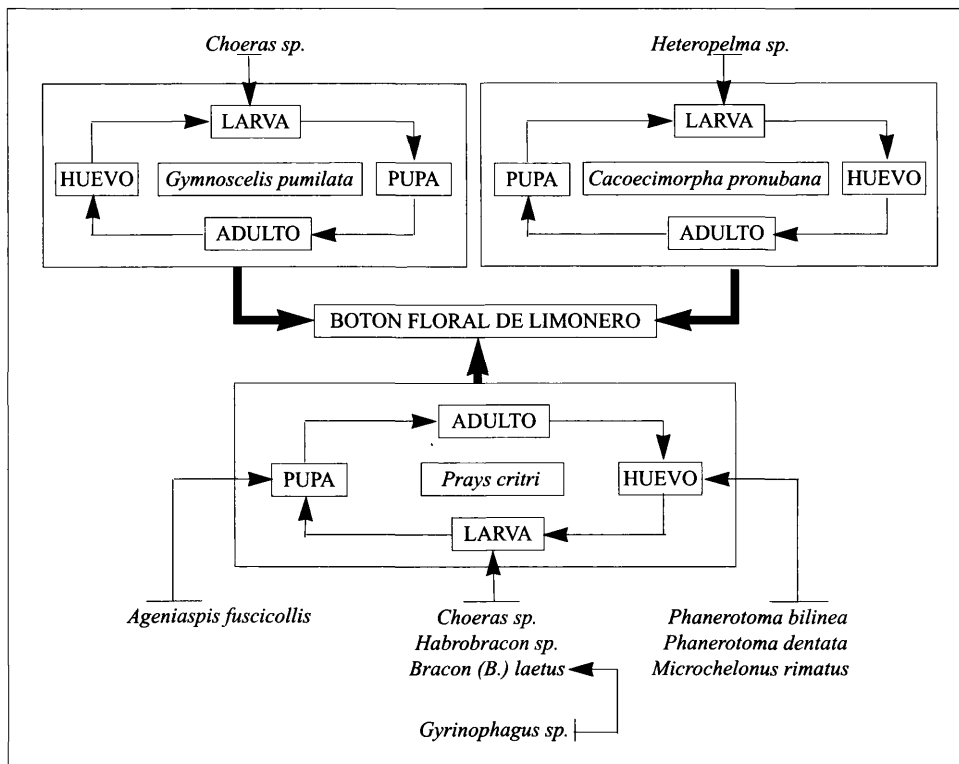 Choeras sp.
Heteropelma sp.
LARVA
HUEVO
Gymnoscelis pumilata
PUPA
ADULTO
LARVA
PUPA
Cacoecimorpha pronubana
HUEVO
ADULTO
BOTON FLORAL DE LIMONERO
ADULTO
PUPA
Prays critri
HUEVO
LARVA
Ageniaspis fuscicollis
Choeras sp.
Habrobracon sp.
Bracon (B.) laetus
Phanerotoma bilinea
Phanerotoma dentata
Microchelonus rimatus
Gyrinophagus sp.